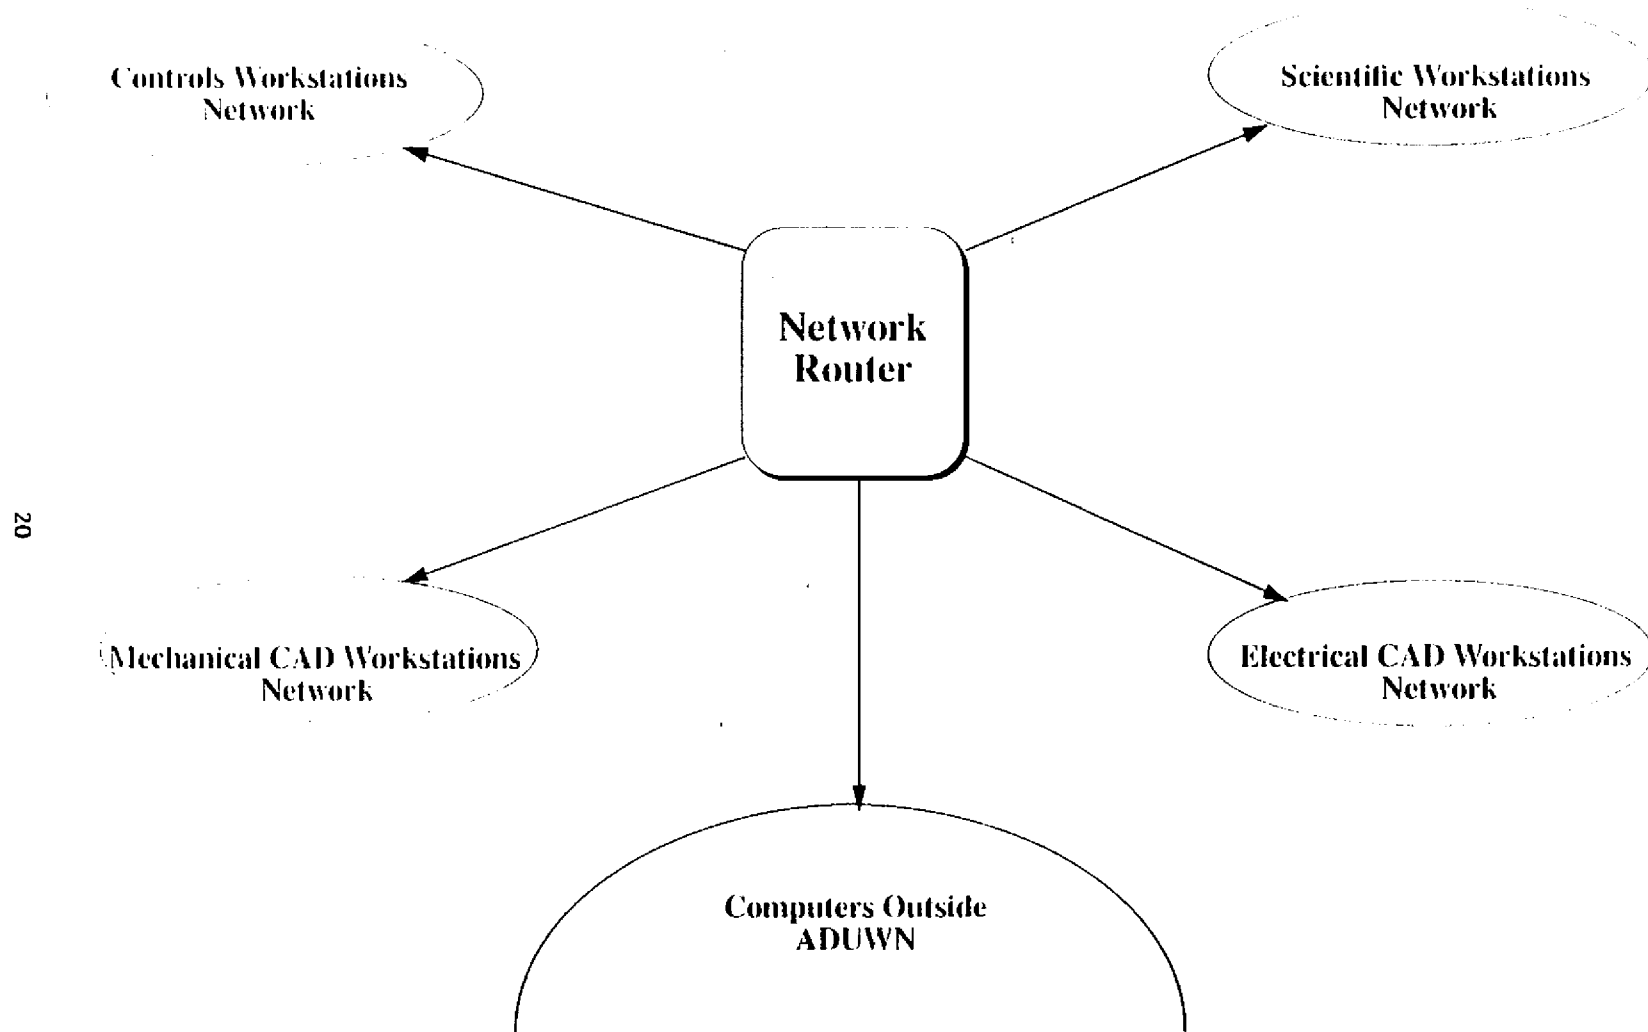 Controls Workstations
Network
Scientific Workstations
Network
Network
Router
20
Mechanical CAD Workstations
Network
Electrical CAD Workstations
Network
Computers Outside
ADUWN